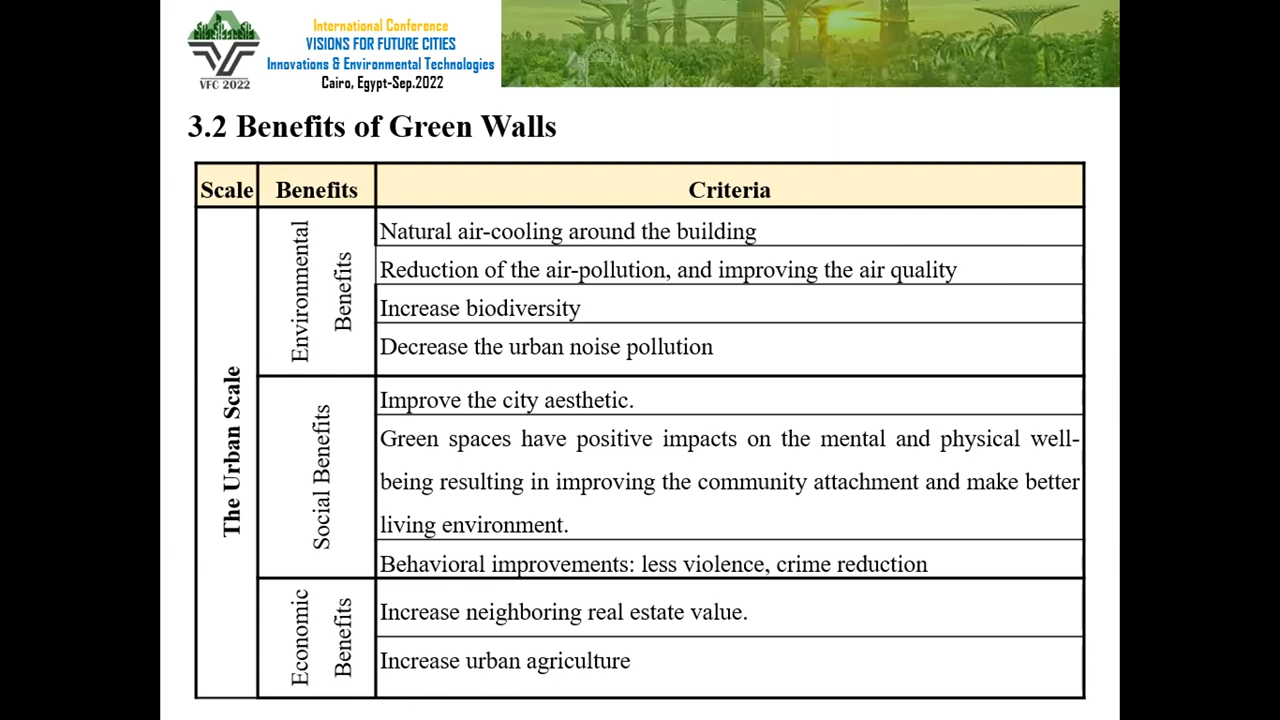 International Conference
VISIONS FOR FUTURE CITIES
Innovations & Environmental Technologies
Cairo, Egypt-Sep.2022
VFC 2022
3.2 Benefits of Green Walls
Scale Benefits Criteria
The Urban Scale
Environmental
Benefits
Natural air-cooling around the building
Reduction of the air-pollution, and improving the air quality
Increase biodiversity
Decrease the urban noise pollution
Social Benefits
Improve the city aesthetic.
Green spaces have positive impacts on the mental and physical well-
being resulting in improving the community attachment and make better
living environment.
Behavioral improvements: less violence, crime reduction
Economic
Benefits
Increase neighboring real estate value.
Increase urban agriculture